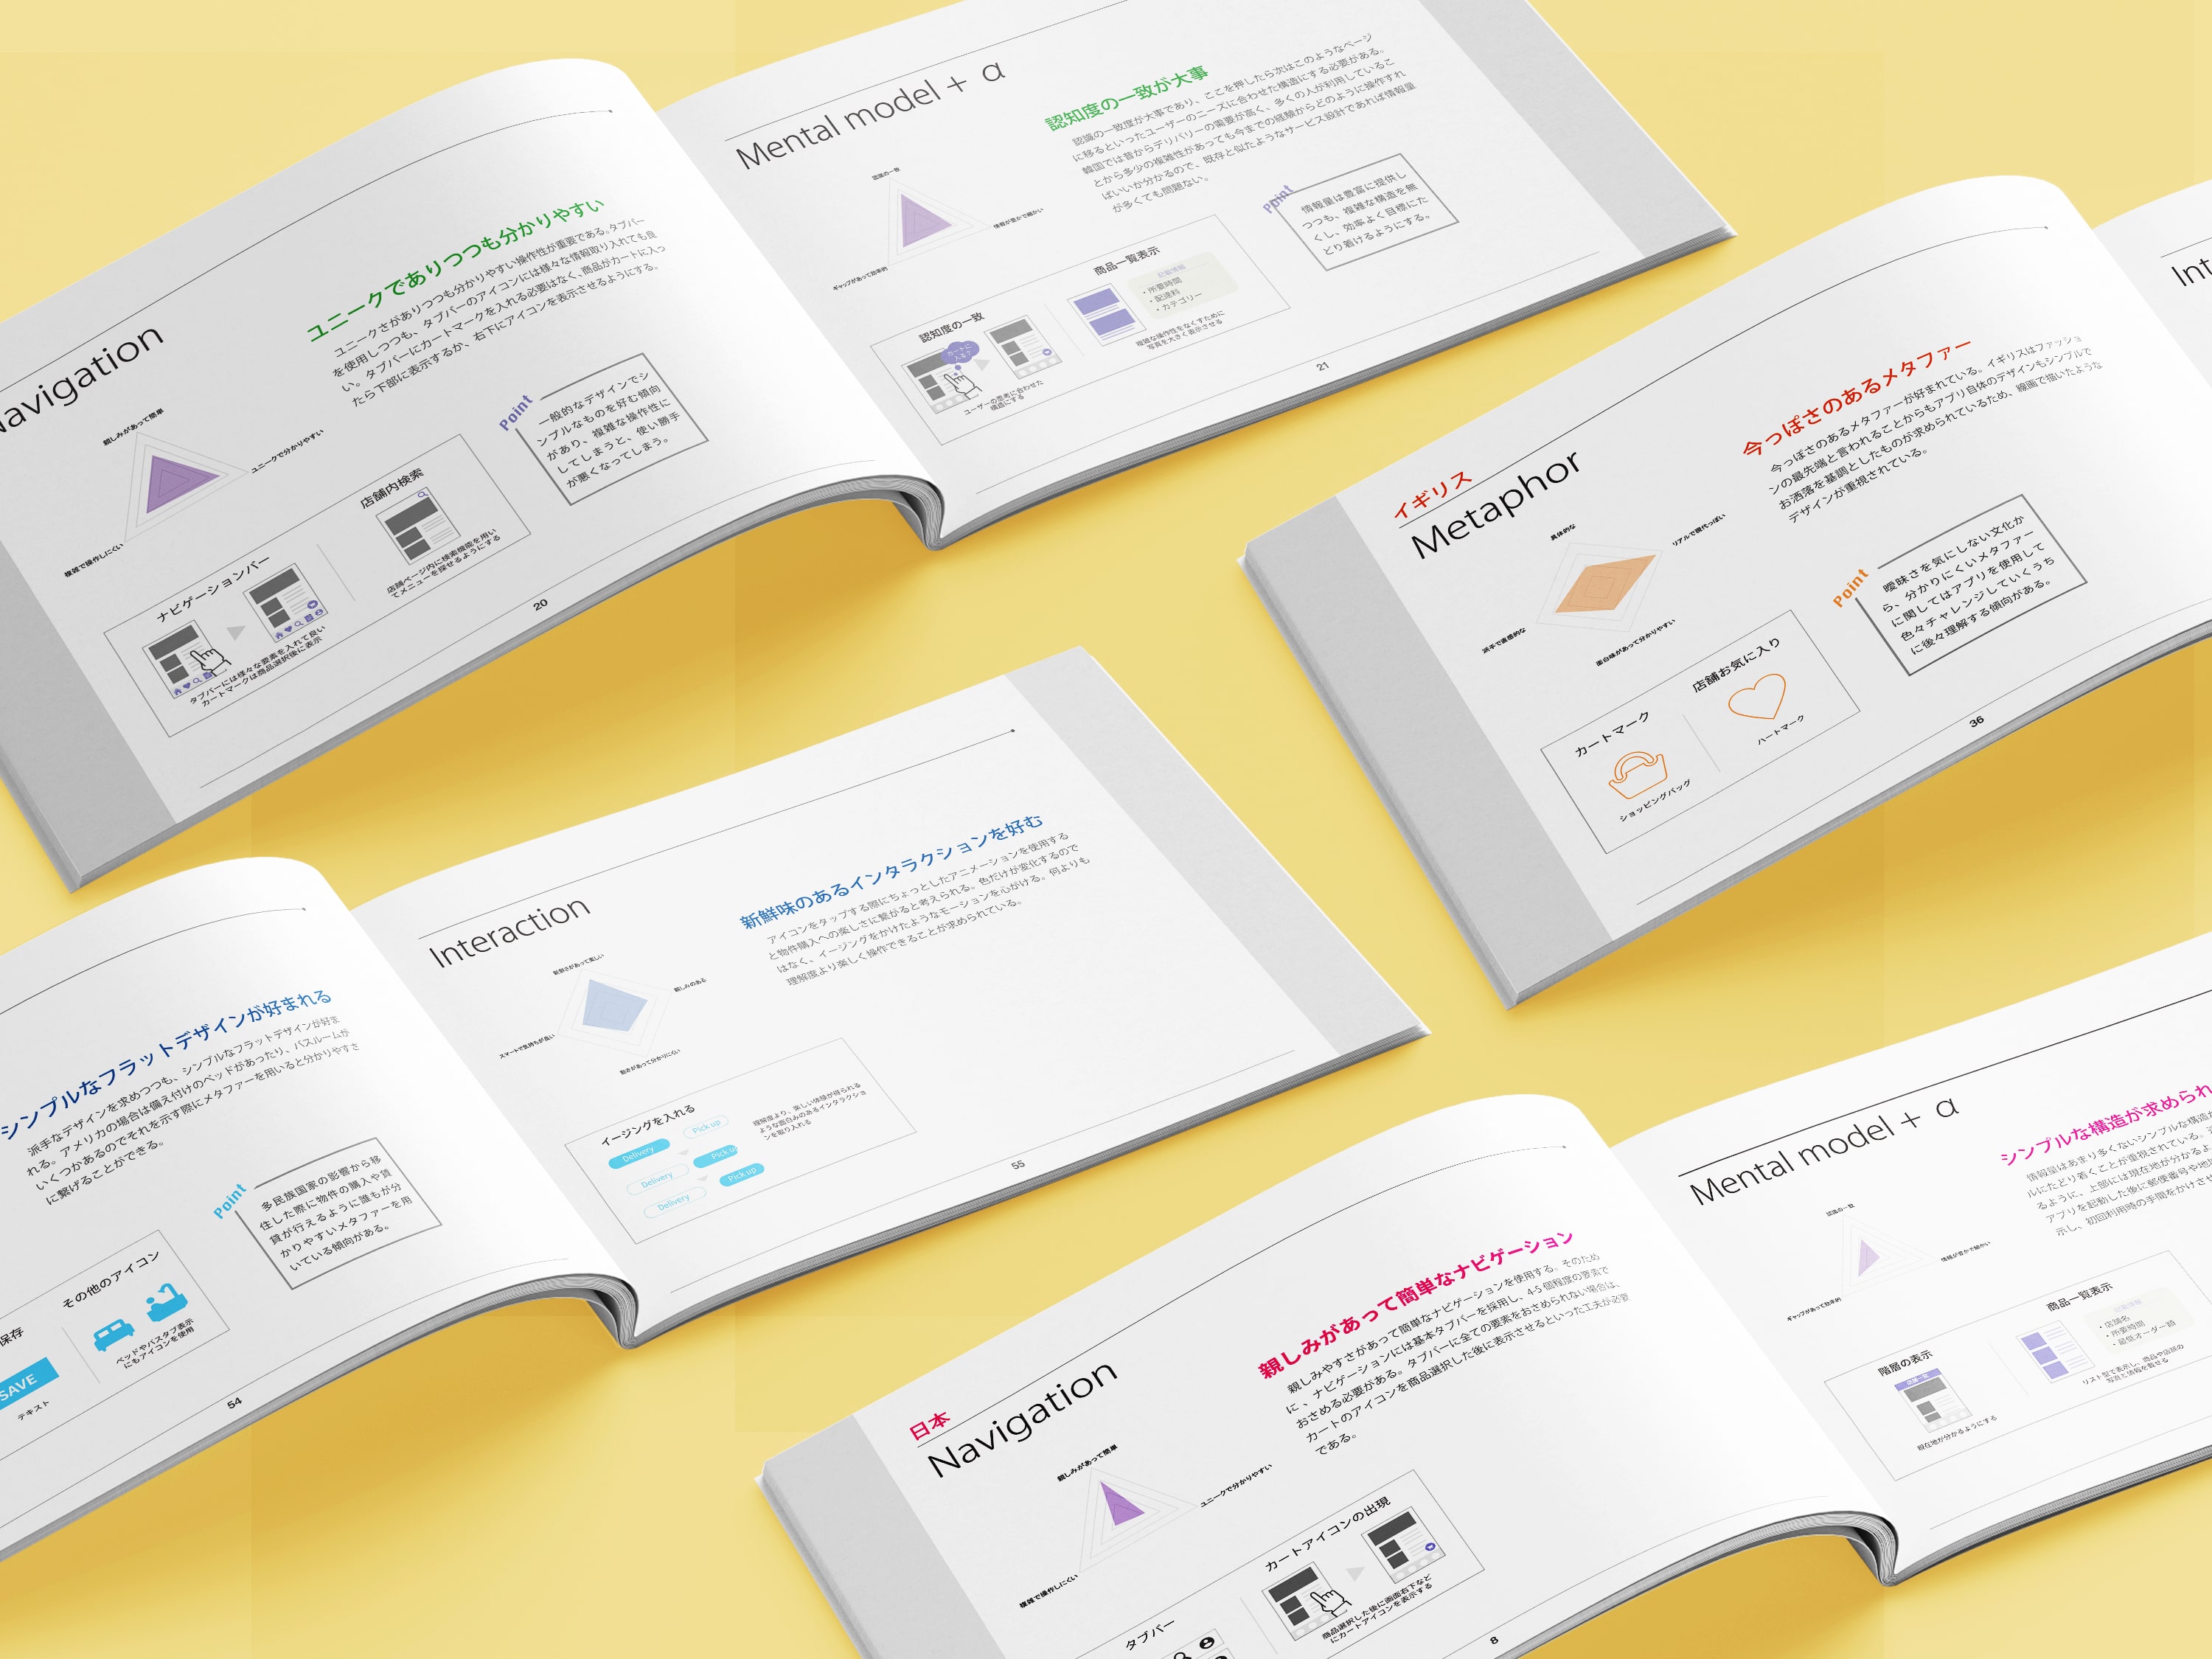 Navigation
ユニークでありつつも分かりやすい
ユニークさがありつつも分かりやすい操作性が重要である。タブバー
を使用しつつも、タブバーのアイコンには様々な情報取り入れても良
い。タブバーにカートマークを入れる必要はなく、商品がカートに入っ
たら下部に表示するか、右下にアイコンを表示させるようにする。
親しみがあって簡単
ユニークで分かりやすい
複雑で操作しにくい
Point
一般的なデザインでシ
ンプルなものを好む傾向
があり、複雑な操作性に
してしまうと、使い勝手
が悪くなってしまう。
ナビゲーションバー
タブバーには様々な要素を入れて良い
カートマークは商品選択後に表示
店舗内検索
店舗ページ内に検索機能を用い
てメニューを探せるようにする
20
Mental model + α
認知度の一致が大事
認識の一致度が大事であり、ここを押したら次はこのようなページ
に移るといったユーザーのニーズに合わせた構造にする必要がある。
韓国では昔からデリバリーの需要が高く、多くの人が利用しているこ
とから多少の複雑性があっても今までの経験からどのように操作すれ
ばいいか分かるので、既存と似たようなサービス設計であれば情報量
が多くても問題ない。
認識の一致
情報が豊かで細かい
ギャップがあって効率的
Point
情報量は豊富に提供し
つつも、複雑な構造を無
くし、効率よく目標にた
どり着けるようにする。
認知度の一致
カートに
入る？
ユーザーの思考に合わせた
構造にする
商品一覧表示
記載情報
・所要時間
・配達料
・カテゴリー
複雑な操作性をなくすために
写真を大きく表示させる
21
イギリス
Metaphor
今っぽさのあるメタファー
今っぽさのあるメタファーが好まれている。イギリスはファッショ
ンの最先端と言われることからもアプリ自体のデザインもシンプルで
お洒落を基調としたものが求められているため、線画で描いたような
デザインが重視されている。
具体的な
リアルで現代っぽい
派手で直感的な
面白味があって分かりやすい
Point
曖昧さを気にしない文化か
ら、分かりにくいメタファー
に関してはアプリを使用して
色々チャレンジしていくうち
に後々理解する傾向がある。
カートマーク
ショッピングバッグ
店舗お気に入り
ハートマーク
36
シンプルなフラットデザインが好まれる
派手なデザインを求めつつも、シンプルなフラットデザインが好ま
れる。アメリカの場合は備え付けのベッドがあったり、バスルームが
いくつかあるのでそれを示す際にメタファーを用いると分かりやすさ
に繋げることができる。
Point
多民族国家の影響から移
住した際に物件の購入や賃
貸が行えるように誰もが分
かりやすいメタファーを用
いている傾向がある。
保存
SAVE
テキスト
その他のアイコン
ベッドやバスタブ表示
にもアイコンを使用
54
Interaction
新鮮味のあるインタラクションを好む
アイコンをタップする際にちょっとしたアニメーションを使用する
と物件購入への楽しさに繋がると考えられる。色だけが変化するので
はなく、イージングをかけたようなモーションを心がける。何よりも
理解度より楽しく操作できることが求められている。
新鮮さがあって楽しい
親しみのある
スマートで気持ちが良い
動きがあって分かりにくい
イージングを入れる
Delivery
Pick up
Delivery
Pick u
Delivery
Pick up
理解度より、楽しい体験が得られる
ような面白みのあるインタラクショ
ンを取り入れる
55
日本
Navigation
親しみがあって簡単なナビゲーション
親しみやすさがあって簡単なナビゲーションを使用する。そのため
に、ナビゲーションには基本タブバーを採用し、4-5個程度の要素で
おさめる必要がある。タブバーに全ての要素をおさめられない場合は、
カートのアイコンを商品選択した後に表示させるといった工夫が必要
である。
親しみがあって簡単
ユニークで分かりやすい
複雑で操作しにくい
タブバー
カートアイコンの出現
商品選択した後に画面右下など
にカートアイコンを表示する
8
Mental model + α
シンプルな構造が求められ
情報量はあまり多くないシンプルな構造
ルにたどり着くことが重視されている。
るように、上部には現在地が分かるよ
アプリを起動した後に郵便番号や地
示し、初回利用時の手間をかけさせ
認識の一致
情報が豊かで細かい
ギャップがあって効率的
階層の表示
現在地が分かるようにする
商品一覧表示
記載情報
・店舗名
・所要時間
・最低オーダー額
リスト型で表示し、商品や店舗の
写真と情報を載せる